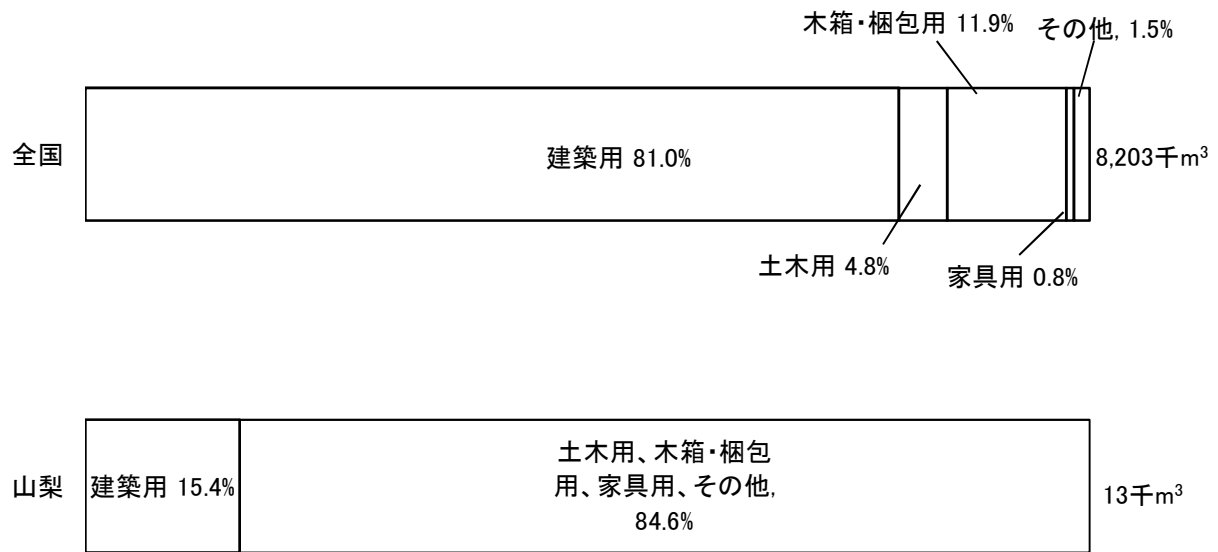 木箱・梱包用 11.9%
その他, 1.5%
全国
建築用 81.0%
8,203千m³
土木用 4.8%
家具用 0.8%
山梨
建築用 15.4%
土木用、木箱・梱包
用、家具用、その他,
84.6%
13千m³